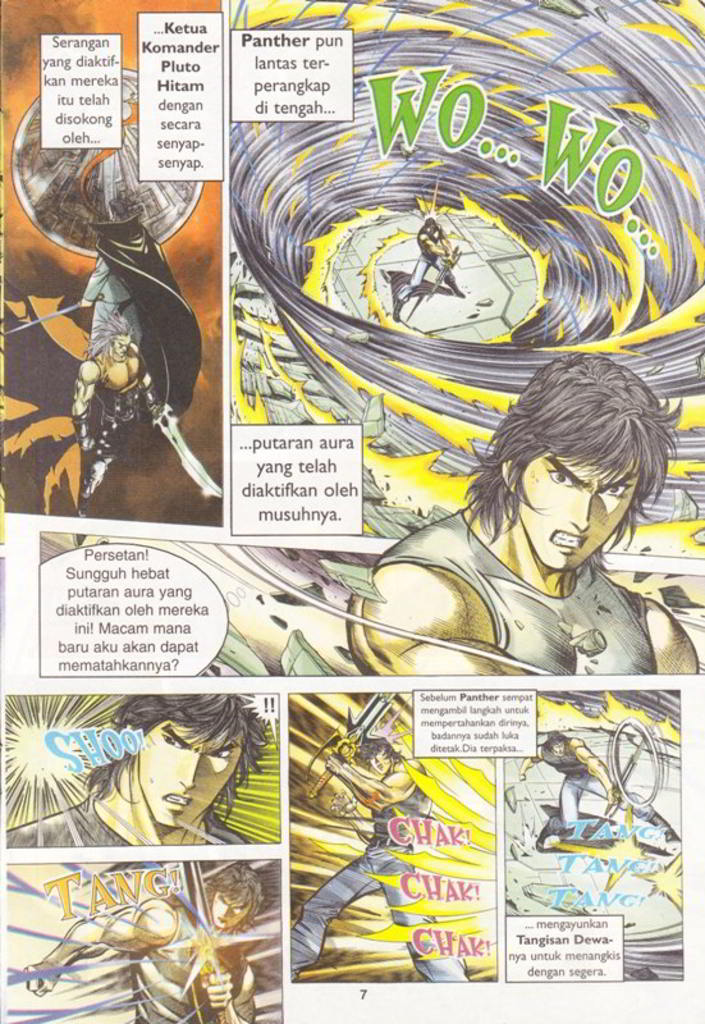 Serangan
yang diaktif-
kan mereka
itu telah
disokong
oleh...
...Ketua
Komander
Pluto
Hitam
dengan
secara
senyap-
senyap.
Panther pun
lantas ter-
perangkap
di tengah...
WO... WO...
...putaran aura
yang telah
diaktifkan oleh
musuhnya.
Persetan!
Sungguh hebat
putaran aura yang
diaktifkan oleh mereka
ini! Macam mana
baru aku akan dapat
mematahkannya?
!!
SHOO!
TANG!
Sebelum Panther sempat
mengambil langkah untuk
mempertahankan dirinya,
badannya sudah luka
ditetak.Dia terpaksa...
CHAK!
CHAK!
CHAK!
TANG!
TANG!
TANG!
... mengayunkan
Tangisan Dewa-
nya untuk menangkis
dengan segera.
7